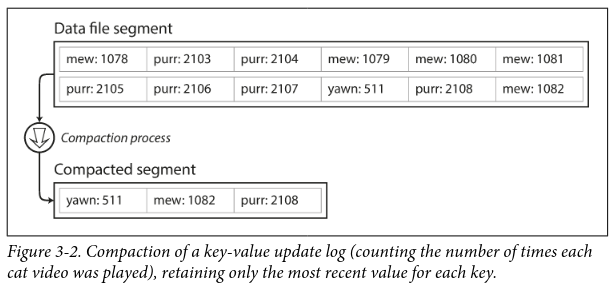 Data file segment
mew: 1078 purr: 2103 purr: 2104 mew: 1079 mew: 1080 mew: 1081
purr: 2105 purr: 2106 purr: 2107 yawn: 511 purr: 2108 mew: 1082
Compaction process
Compacted segment
yawn: 511 mew: 1082 purr: 2108
Figure 3-2. Compaction of a key-value update log (counting the number of times each
cat video was played), retaining only the most recent value for each key.